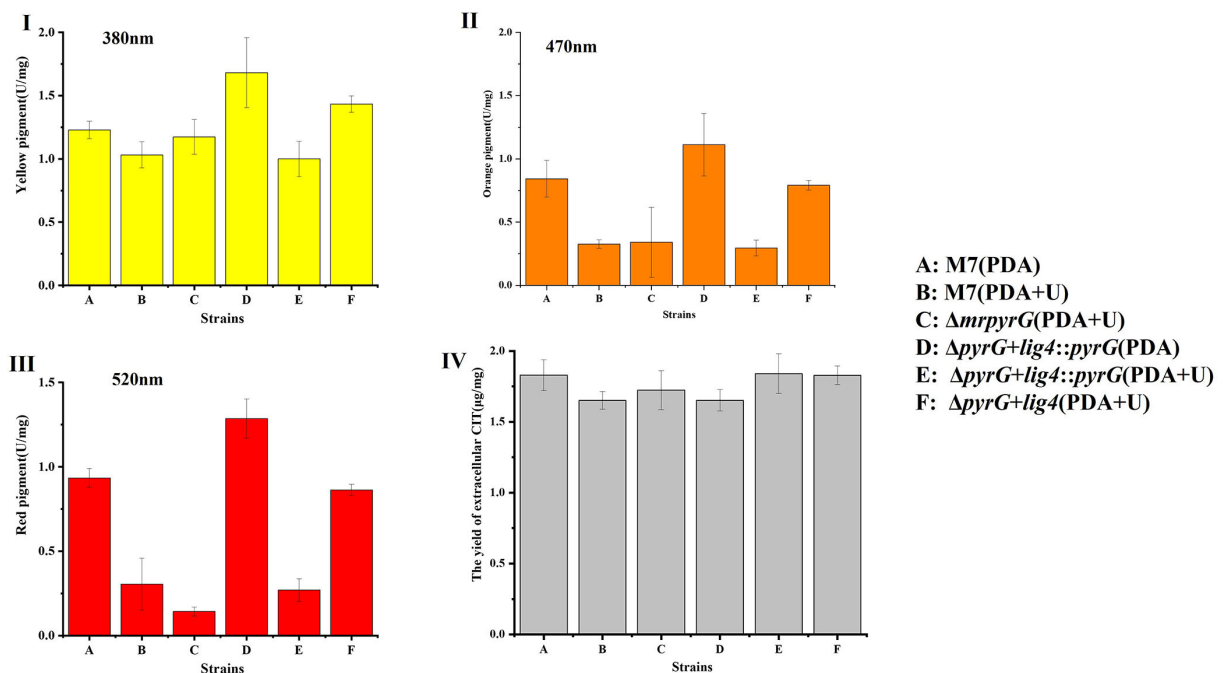 I
380nm
Yellow pigment(U/mg)
2.0
1.5
1.0
0.5
0.0
A B C D E F
Strains
II
470nm
Orange pigment(U/mg)
2.0
1.5
1.0
0.5
0.0
A B C D E F
Strains
III
520nm
Red pigment(U/mg)
1.5
1.0
0.5
0.0
A B C D E F
Strains
IV
The yield of extracellular CIT(μg/mg)
2.0
1.5
1.0
0.5
0.0
A B C D E F
Strains
A: M7(PDA)
B: M7(PDA+U)
C: ΔmrpyrG(PDA+U)
D: ΔpyrG+lig4::pyrG(PDA)
E: ΔpyrG+lig4::pyrG(PDA+U)
F: ΔpyrG+lig4(PDA+U)